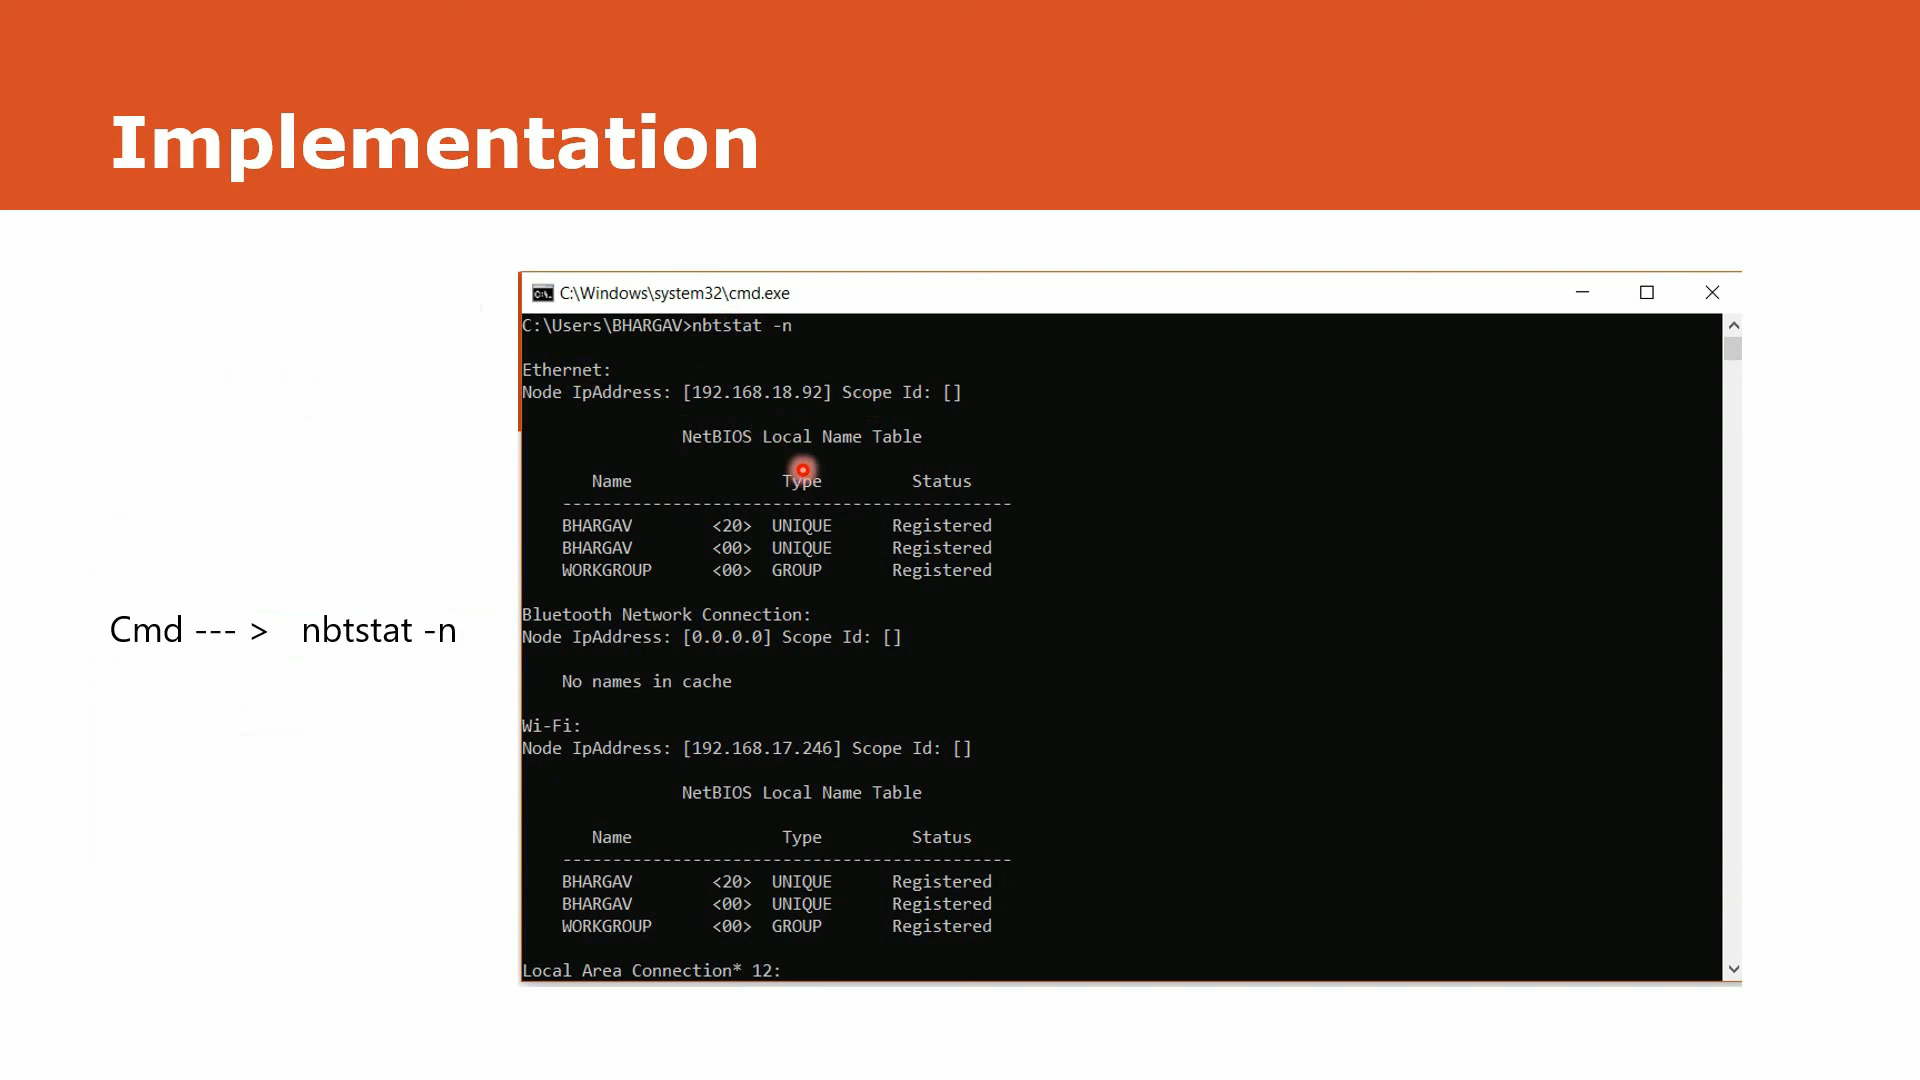 Implementation
Cmd --- > nbtstat -n
C:\Windows\system32\cmd.exe
C:\Users\BHARGAV>nbtstat -n
Ethernet:
Node IpAddress: [192.168.18.92] Scope Id: []
NetBIOS Local Name Table
Name Type Status
---------------------------------------------
BHARGAV <20> UNIQUE Registered
BHARGAV <00> UNIQUE Registered
WORKGROUP <00> GROUP Registered
Bluetooth Network Connection:
Node IpAddress: [0.0.0.0] Scope Id: []
No names in cache
Wi-Fi:
Node IpAddress: [192.168.17.246] Scope Id: []
NetBIOS Local Name Table
Name Type Status
---------------------------------------------
BHARGAV <20> UNIQUE Registered
BHARGAV <00> UNIQUE Registered
WORKGROUP <00> GROUP Registered
Local Area Connection* 12: